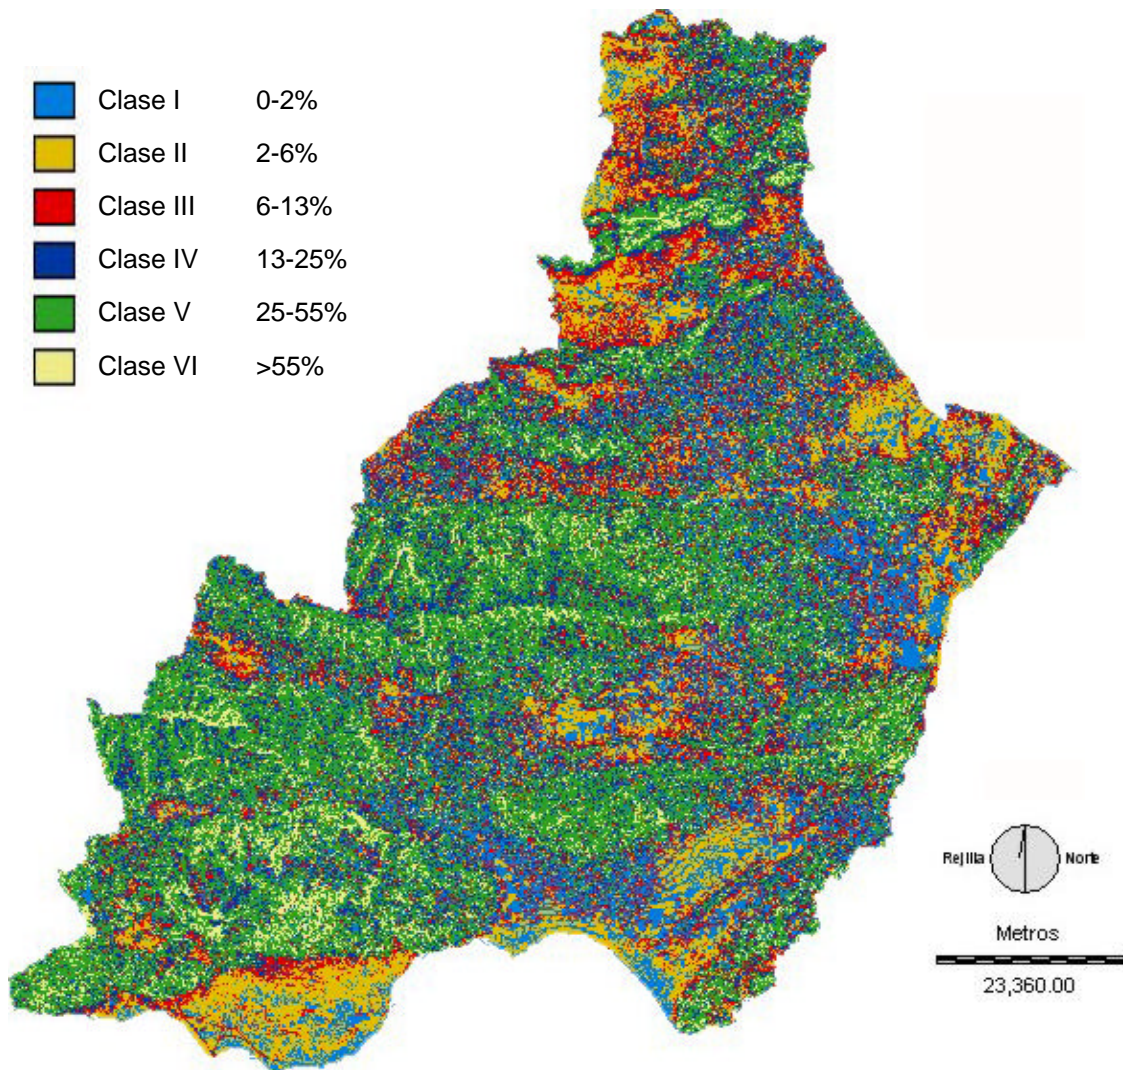 Clase I 0-2%
Clase II 2-6%
Clase III 6-13%
Clase IV 13-25%
Clase V 25-55%
Clase VI >55%
Rejilla Norte
Metros
23,360.00